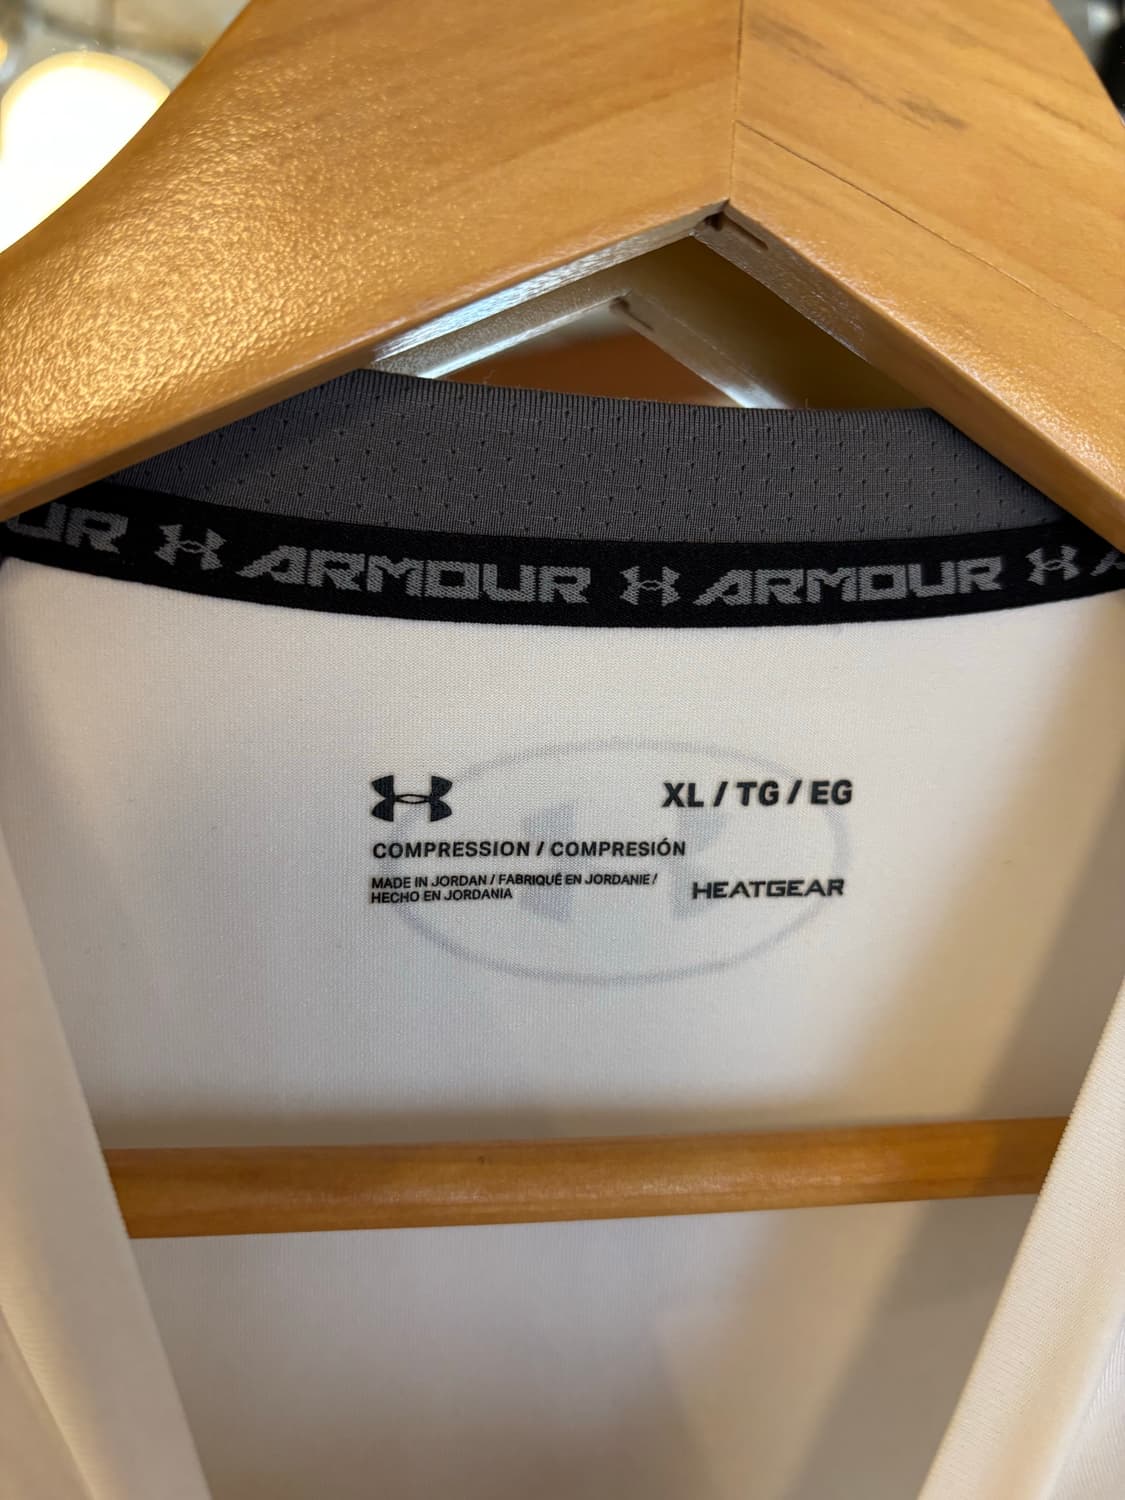 UR ARMOUR ARMOUR A
XL / TG / EG
COMPRESSION / COMPRESIÓN
MADE IN JORDAN / FABRIQUÉ EN JORDANIE /
HECHO EN JORDANIA
HEATGEAR